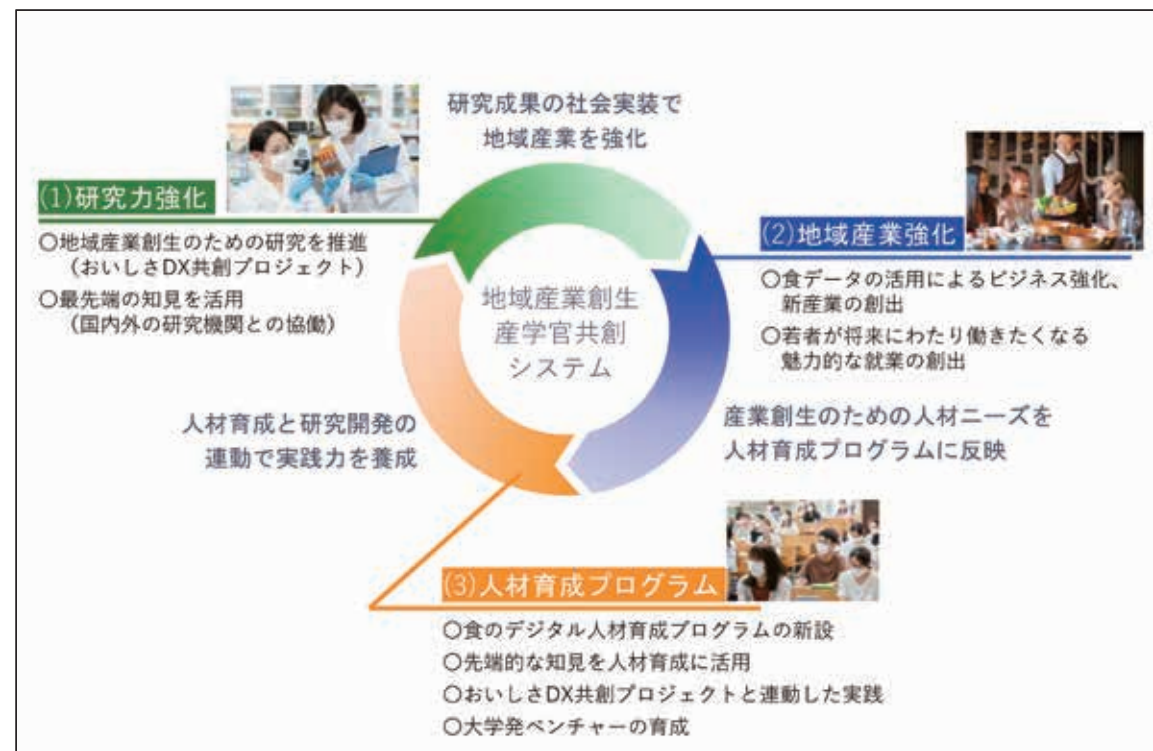 研究成果の社会実装で
地域産業を強化
(1)研究力強化
〇地域産業創生のための研究を推進
（おいしさDX共創プロジェクト）
〇最先端の知見を活用
（国内外の研究機関との協働）
(2)地域産業強化
〇食データの活用によるビジネス強化、
新産業の創出
〇若者が将来にわたり働きたくなる
魅力的な就業の創出
地域産業創生
産学官共創
システム
人材育成と研究開発の
連動で実践力を養成
産業創生のための人材ニーズを
人材育成プログラムに反映
(3)人材育成プログラム
〇食のデジタル人材育成プログラムの新設
〇先端的な知見を人材育成に活用
〇おいしさDX共創プロジェクトと連動した実践
〇大学発ベンチャーの育成